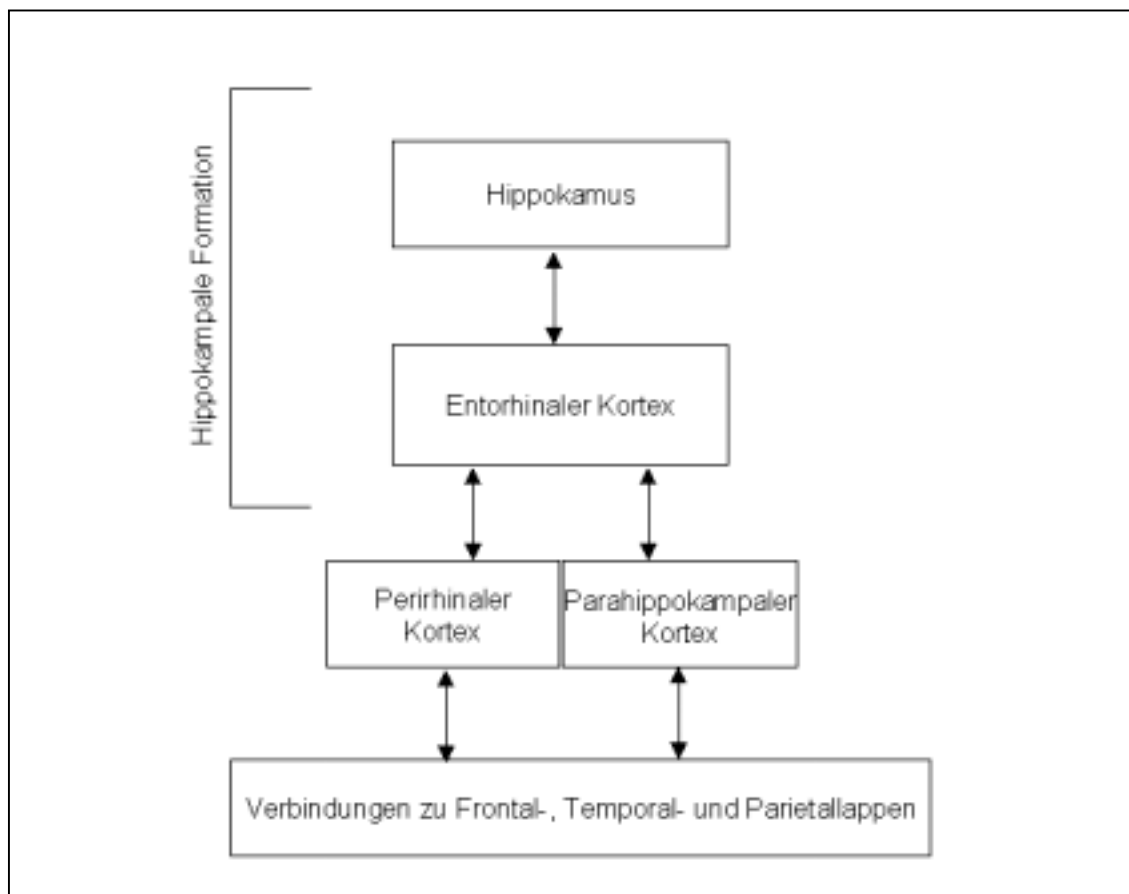 Hippokampale Formation
Hippokamus
Entorhinaler Kortex
Perirhinaler
Kortex
Parahippokampaler
Kortex
Verbindungen zu Frontal-, Temporal- und Parietallappen